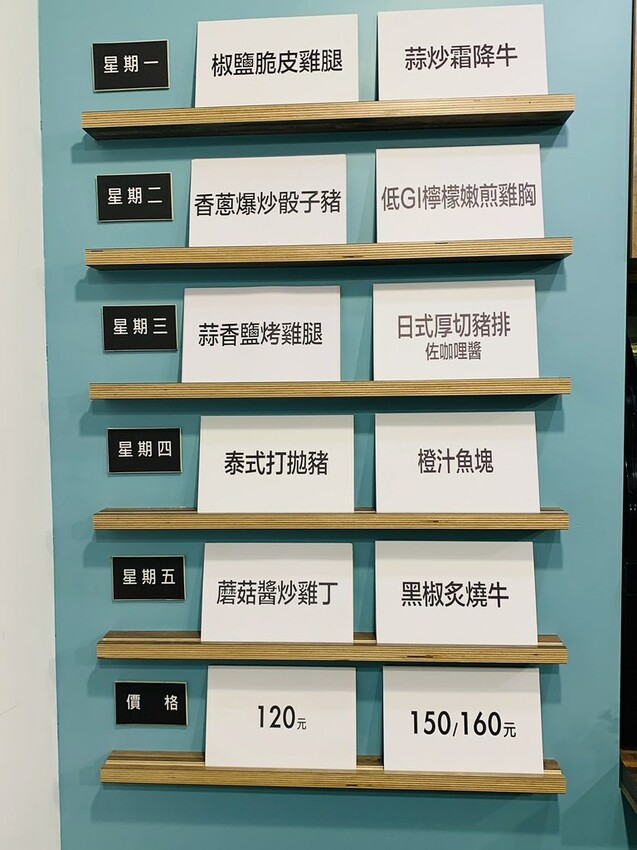 星期一
椒鹽脆皮雞腿
蒜炒霜降牛
星期二
香蔥爆炒骰子豬
低GI檸檬嫩煎雞胸
星期三
蒜香鹽烤雞腿
日式厚切豬排
佐咖哩醬
星期四
泰式打拋豬
橙汁魚塊
星期五
蘑菇醬炒雞丁
黑椒炙燒牛
價 格
120元
150/160元